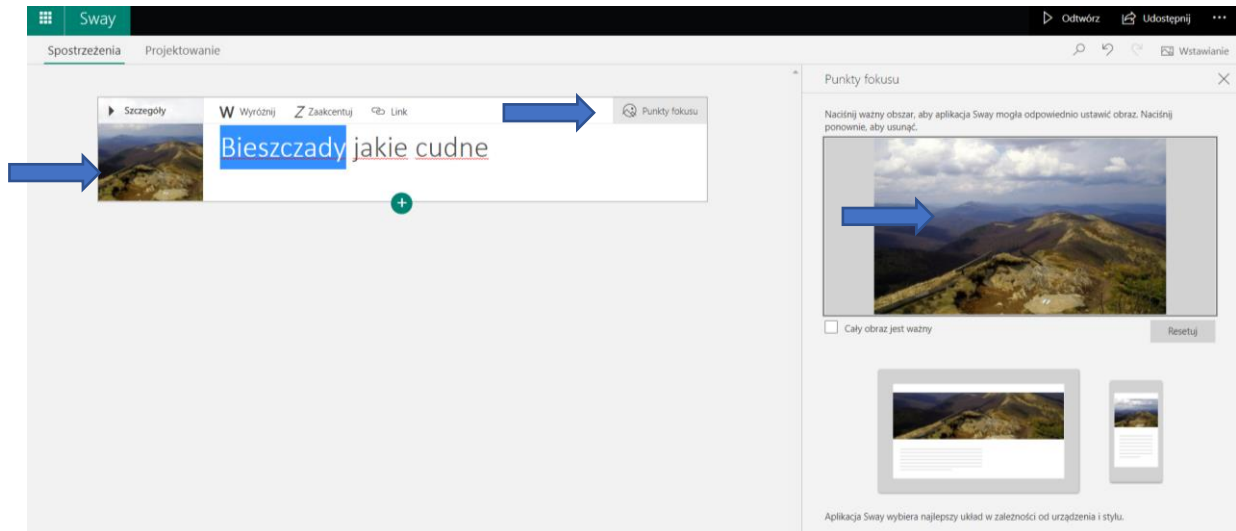 Sway
Odtwórz Udostępnij
Spostrzeżenia Projektowanie
Wstawianie
Szczegóły W Wyróżnij Z Zaakcentuj Link Punkty fokusu
Bieszczady jakie cudne
Punkty fokusu
Naciśnij ważny obszar, aby aplikacja Sway mogła odpowiednio ustawić obraz. Naciśnij
ponownie, aby usunąć.
Cały obraz jest ważny
Resetuj
Aplikacja Sway wybiera najlepszy układ w zależności od urządzenia i stylu.